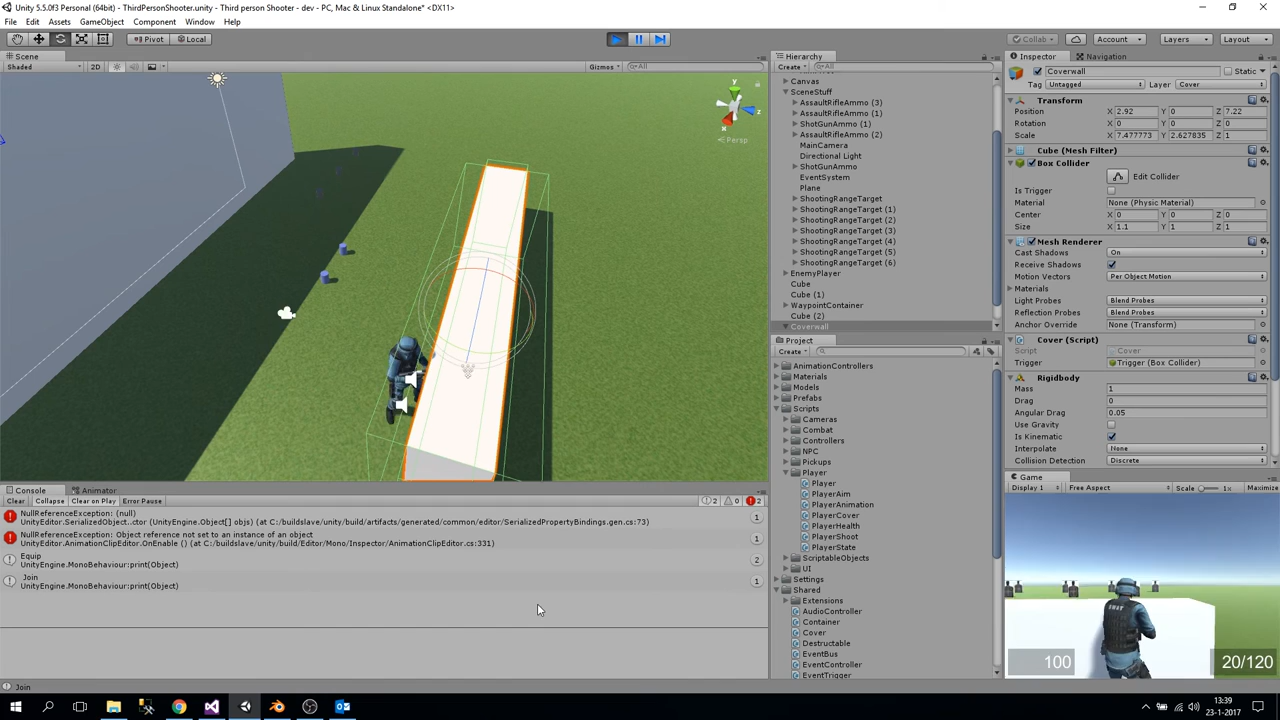 Unity 5.5.0f3 Personal (64bit) - ThirdPersonShooter.unity - Third person Shooter - dev - PC, Mac & Linux Standalone* <DX11>
File Edit Assets GameObject Component Window Help
Pivot Local Collab Account Layers Layout
Scene
Shaded 2D Gizmos All
y
z
x
Persp
Console Animator
Clear Collapse Clear on Play Error Pause 2 0 2
NullReferenceException: (null)
UnityEditor.SerializedObject..ctor (UnityEngine.Object[] objs) (at C:/buildslave/unity/build/artifacts/generated/common/editor/SerializedPropertyBindings.gen.cs:73)
1
NullReferenceException: Object reference not set to an instance of an object
UnityEditor.AnimationClipEditor.OnEnable () (at C:/buildslave/unity/build/Editor/Mono/Inspector/AnimationClipEditor.cs:331)
1
Equip
UnityEngine.MonoBehaviour:print(Object)
2
Join
UnityEngine.MonoBehaviour:print(Object)
1
Join
Hierarchy
Create All
Canvas
SceneStuff
AssaultRifleAmmo (3)
AssaultRifleAmmo (1)
ShotGunAmmo (1)
AssaultRifleAmmo (2)
MainCamera
Directional Light
ShotGunAmmo
EventSystem
Plane
ShootingRangeTarget
ShootingRangeTarget (1)
ShootingRangeTarget (2)
ShootingRangeTarget (3)
ShootingRangeTarget (4)
ShootingRangeTarget (5)
ShootingRangeTarget (6)
EnemyPlayer
Cube
Cube (1)
WaypointContainer
Cube (2)
Coverwall
Project
Create
AnimationControllers
Materials
Models
Prefabs
Scripts
Cameras
Combat
Controllers
NPC
Pickups
Player
Player
PlayerAim
PlayerAnimation
PlayerCover
PlayerHealth
PlayerShoot
PlayerState
ScriptableObjects
UI
Settings
Shared
Extensions
AudioController
Container
Cover
Destructable
EventBus
EventController
EventTrigger
Inspector Navigation
Coverwall Static
Tag Untagged Layer Cover
Transform
Position X 2.92 Y 0 Z 7.22
Rotation X 0 Y 0 Z 0
Scale X 7.477773 Y 2.627835 Z 1
Cube (Mesh Filter)
Box Collider
Edit Collider
Is Trigger
Material None (Physic Material)
Center X 0 Y 0 Z 0
Size X 1.1 Y 1 Z 1
Mesh Renderer
Cast Shadows On
Receive Shadows
Motion Vectors Per Object Motion
Materials
Light Probes Blend Probes
Reflection Probes Blend Probes
Anchor Override None (Transform)
Cover (Script)
Script Cover
Trigger Trigger (Box Collider)
Rigidbody
Mass 1
Drag 0
Angular Drag 0.05
Use Gravity
Is Kinematic
Interpolate None
Collision Detection Discrete
Game
Display 1 Free Aspect Scale 1x Maximize
SWAT
100 20/120
13:39
23-1-2017